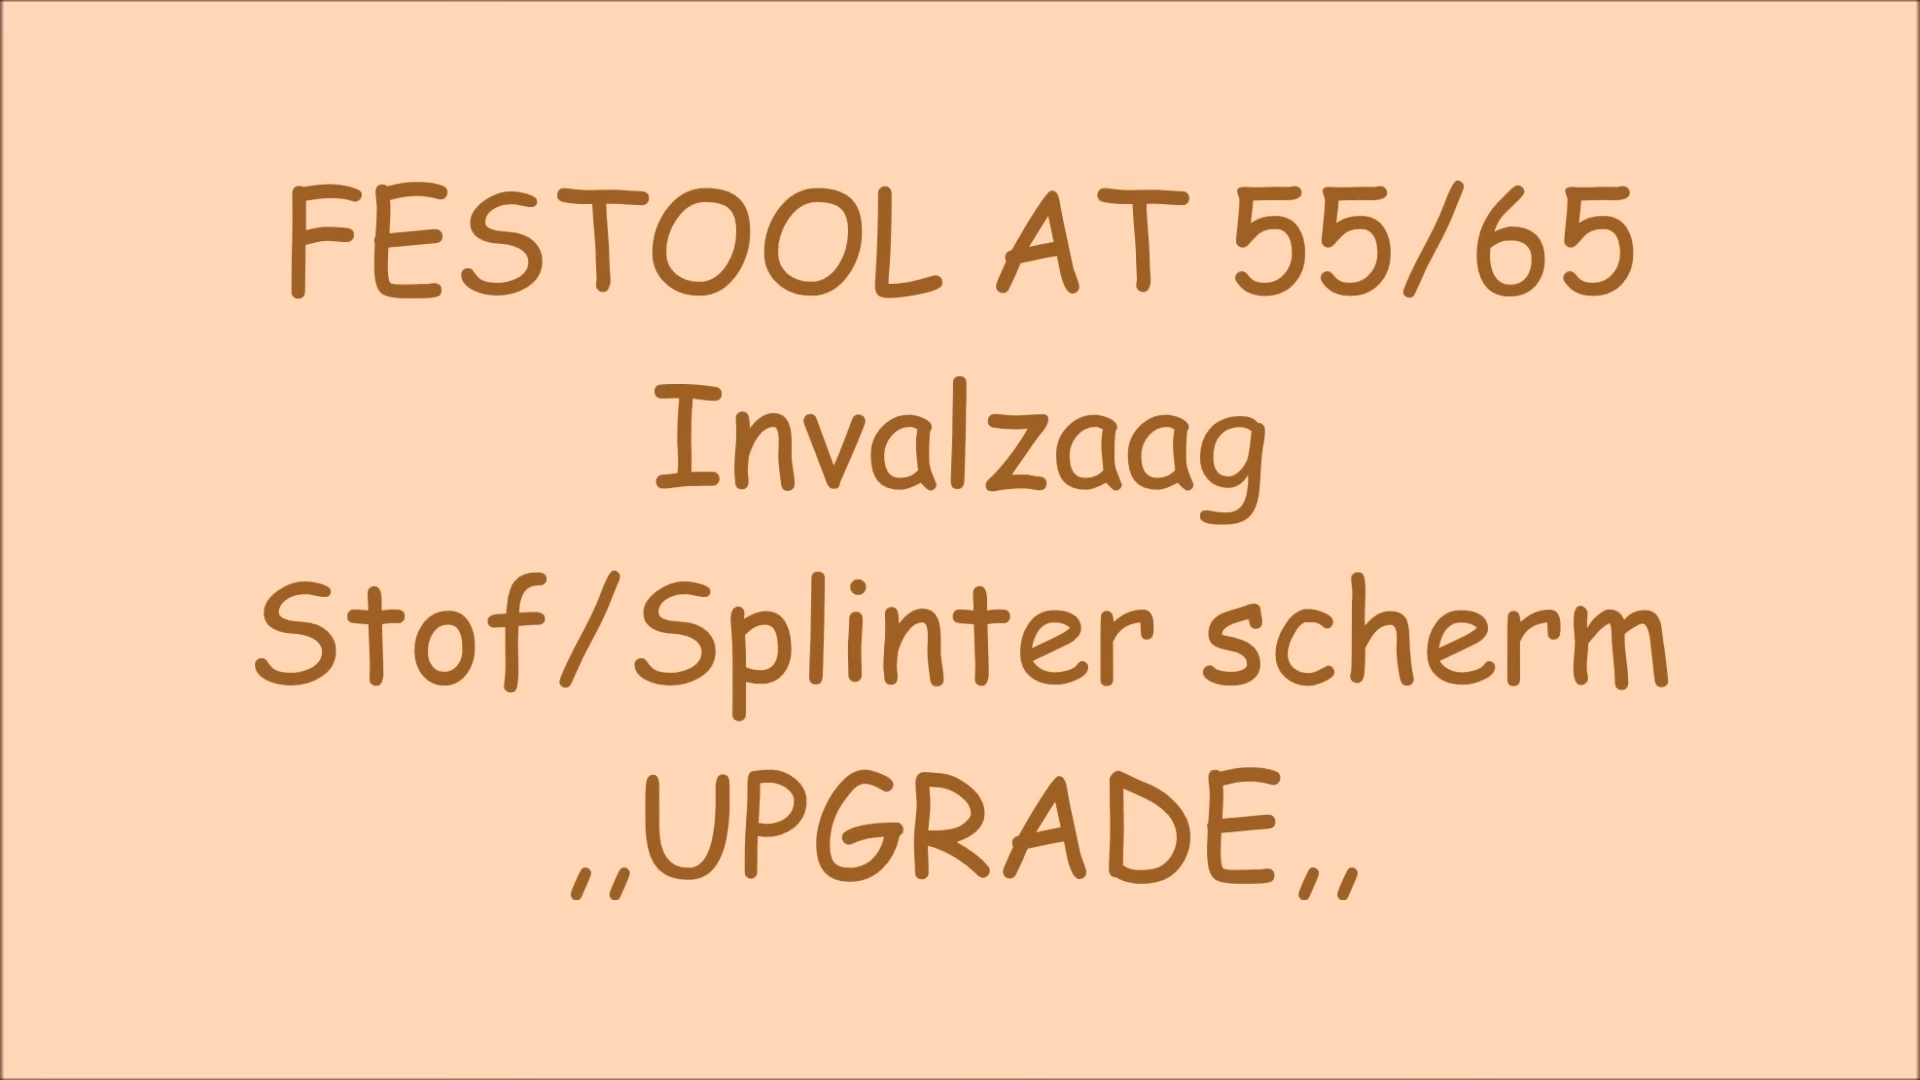 FESTOOL AT 55/65
Invalzaag
Stof/Splinter scherm
,,UPGRADE,,